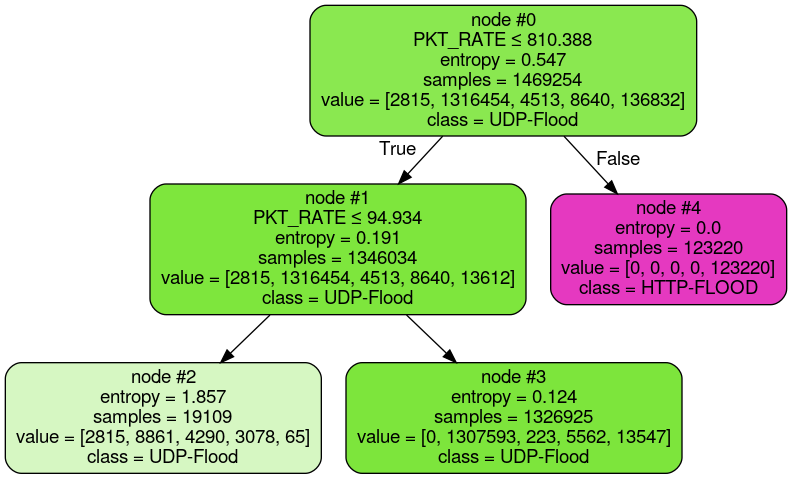 node #0
PKT_RATE ≤ 810.388
entropy = 0.547
samples = 1469254
value = [2815, 1316454, 4513, 8640, 136832]
class = UDP-Flood
True
False
node #1
PKT_RATE ≤ 94.934
entropy = 0.191
samples = 1346034
value = [2815, 1316454, 4513, 8640, 13612]
class = UDP-Flood
node #4
entropy = 0.0
samples = 123220
value = [0, 0, 0, 0, 123220]
class = HTTP-FLOOD
node #2
entropy = 1.857
samples = 19109
value = [2815, 8861, 4290, 3078, 65]
class = UDP-Flood
node #3
entropy = 0.124
samples = 1326925
value = [0, 1307593, 223, 5562, 13547]
class = UDP-Flood